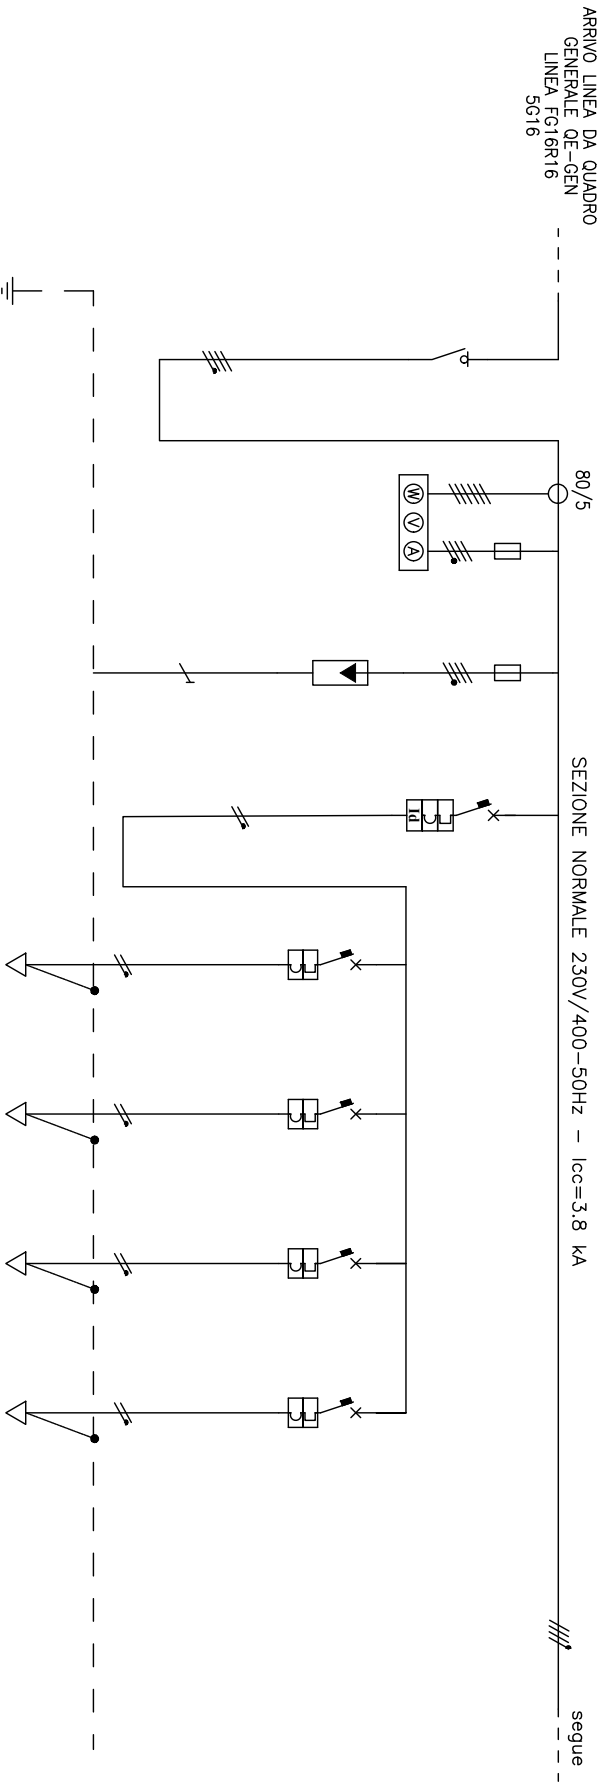 ARRIVO LINEA DA QUADRO
GENERALE QE-GEN
LINEA FG16R16
5G16
80/5
W V A
SEZIONE NORMALE 230V/400-50Hz - Icc=3.8 kA
Id
segue